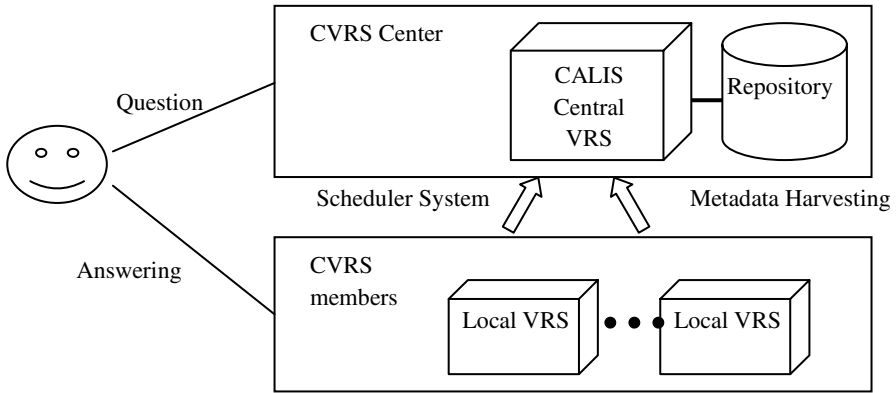 CVRS Center
CALIS
Central
VRS
Repository
Question
Scheduler System
Metadata Harvesting
Answering
CVRS
members
Local VRS
Local VRS